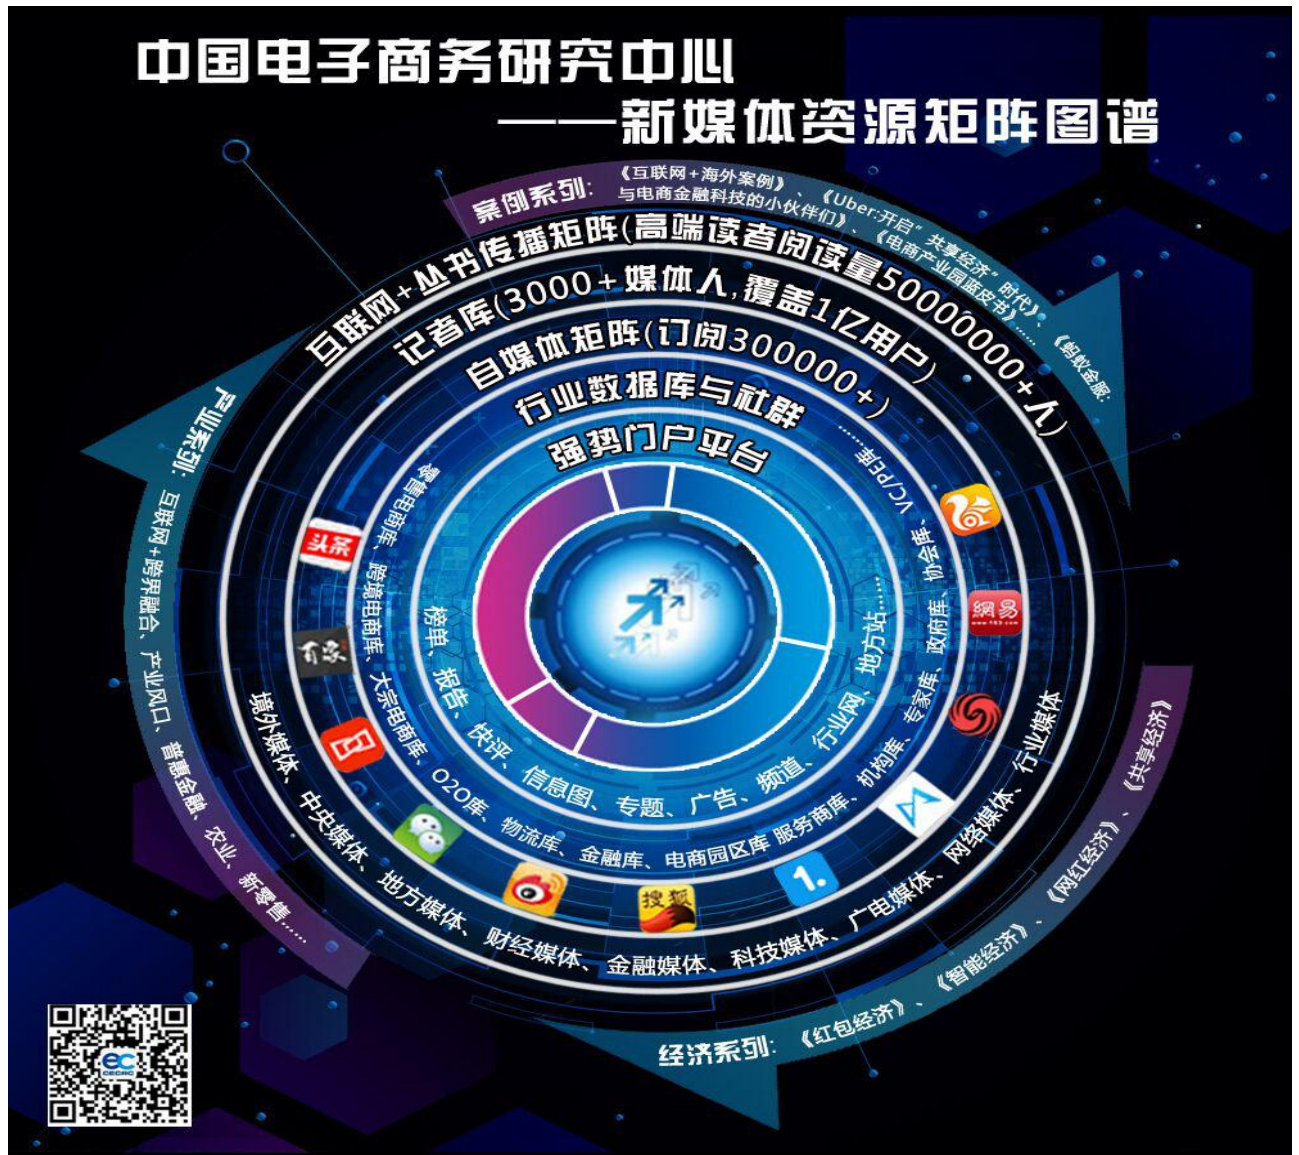 中国电子商务研究中心
——新媒体资源矩阵图谱
案例系列：《互联网+海外案例》、《Uber:开启“共享经济”时代》、《蚂蚁金服:
与电商金融科技的小伙伴们》、《电商产业园蓝皮书》......
互联网+丛书传播矩阵(高端读者阅读量50000000+人)
记者库(3000+媒体人,覆盖1亿用户)
自媒体矩阵(订阅300000+)
行业数据库与社群
强势门户平台
产业系列：互联网+跨界融合、产业风口、普惠金融、农业、新零售......
零售电商库、跨境电商库、大宗电商库、O2O库、物流库、金融库、电商园区库 服务商库、机构库、专家库、政府库、协会库、VC/PE库......
榜单、报告、快评、信息图、专题、广告、频道、行业网、地方站......
头条
百家
網易
www.163.com
搜狐
1.
境外媒体、中央媒体、地方媒体、财经媒体、金融媒体、科技媒体、广电媒体、网络媒体、行业媒体
经济系列：《红包经济》、《智能经济》、《网红经济》、《共享经济》
ec
CECRC